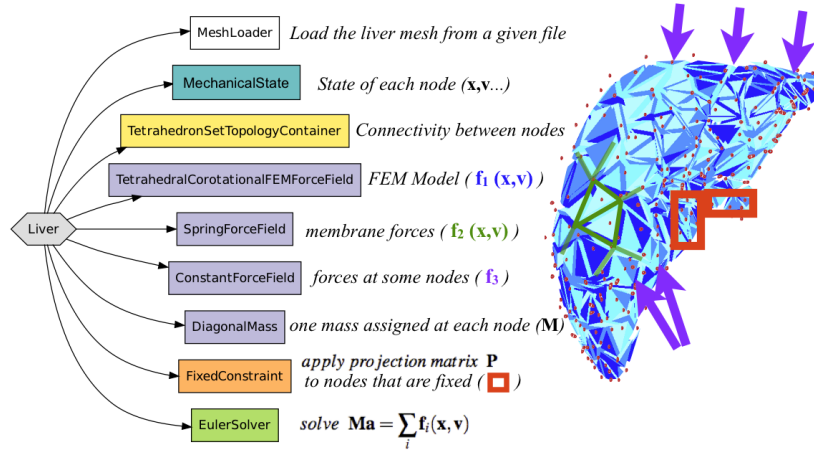 MeshLoader Load the liver mesh from a given file
MechanicalState State of each node (x,v...)
TetrahedronSetTopologyContainer Connectivity between nodes
TetrahedralCorotationalFEMForceField FEM Model ( f₁ (x,v) )
Liver
SpringForceField membrane forces ( f₂ (x,v) )
ConstantForceField forces at some nodes ( f₃ )
DiagonalMass one mass assigned at each node (M)
FixedConstraint apply projection matrix P
to nodes that are fixed ( )
EulerSolver solve Ma = ∑ᵢ fᵢ(x,v)